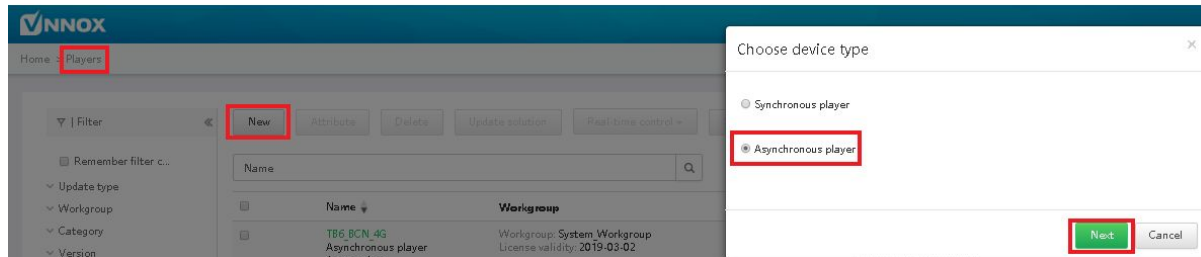 VNNOX
Home > Players
Choose device type
Synchronous player
Asynchronous player
Next
Cancel
Filter
New
Attribute
Delete
Update solution
Real-time control
Remember filter c...
Name
Update type
Workgroup
Category
Version
Name
Workgroup
TB6_BCN_4G
Workgroup: System_Workgroup
Asynchronous player
License validity: 2019-03-02